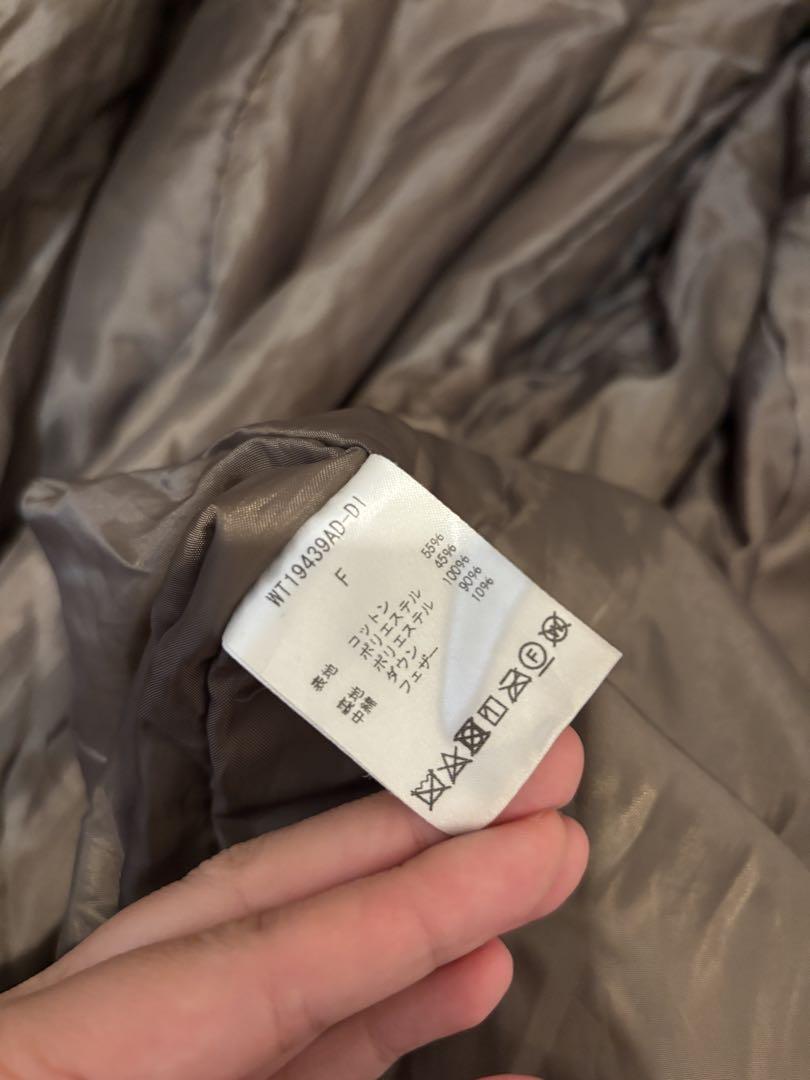 WT19439AD-DI
F
表地 コットン 55%
ポリエステル 45%
裏地 ポリエステル 100%
中綿 ダウン 90%
フェザー 10%
F